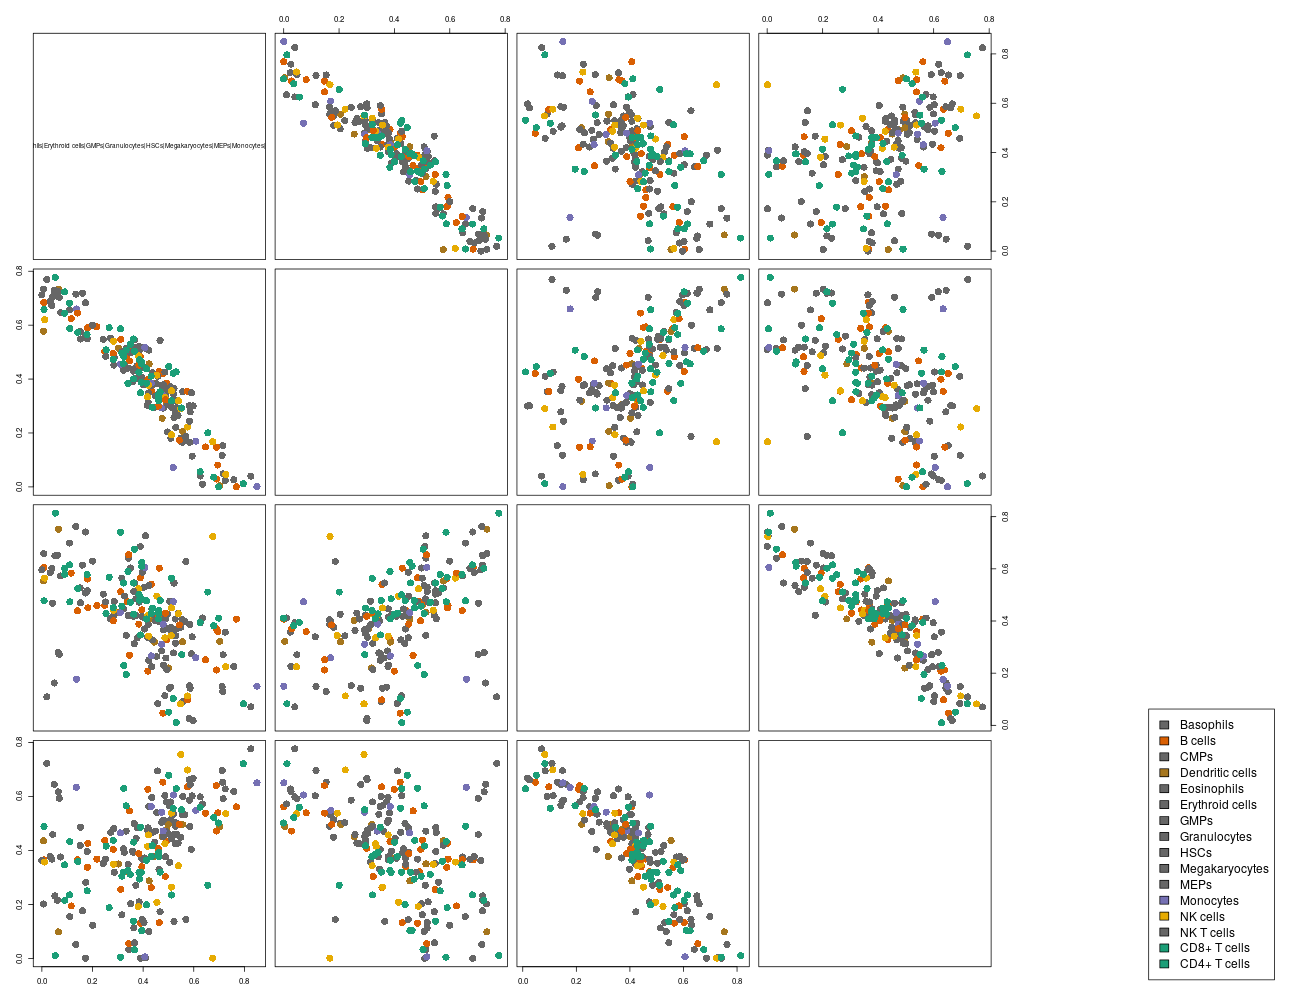 0.0 0.2 0.4 0.6 0.8
0.0 0.2 0.4 0.6 0.8
0.0 0.2 0.4 0.6 0.8
hils|Erythroid cells|GMPs|Granulocytes|HSCs|Megakaryocytes|MEPs|Monocytes|
0.0 0.2 0.4 0.6 0.8
0.0 0.2 0.4 0.6 0.8
0.0 0.2 0.4 0.6 0.8
0.0 0.2 0.4 0.6 0.8
0.0 0.2 0.4 0.6 0.8
Basophils
B cells
CMPs
Dendritic cells
Eosinophils
Erythroid cells
GMPs
Granulocytes
HSCs
Megakaryocytes
MEPs
Monocytes
NK cells
NK T cells
CD8+ T cells
CD4+ T cells